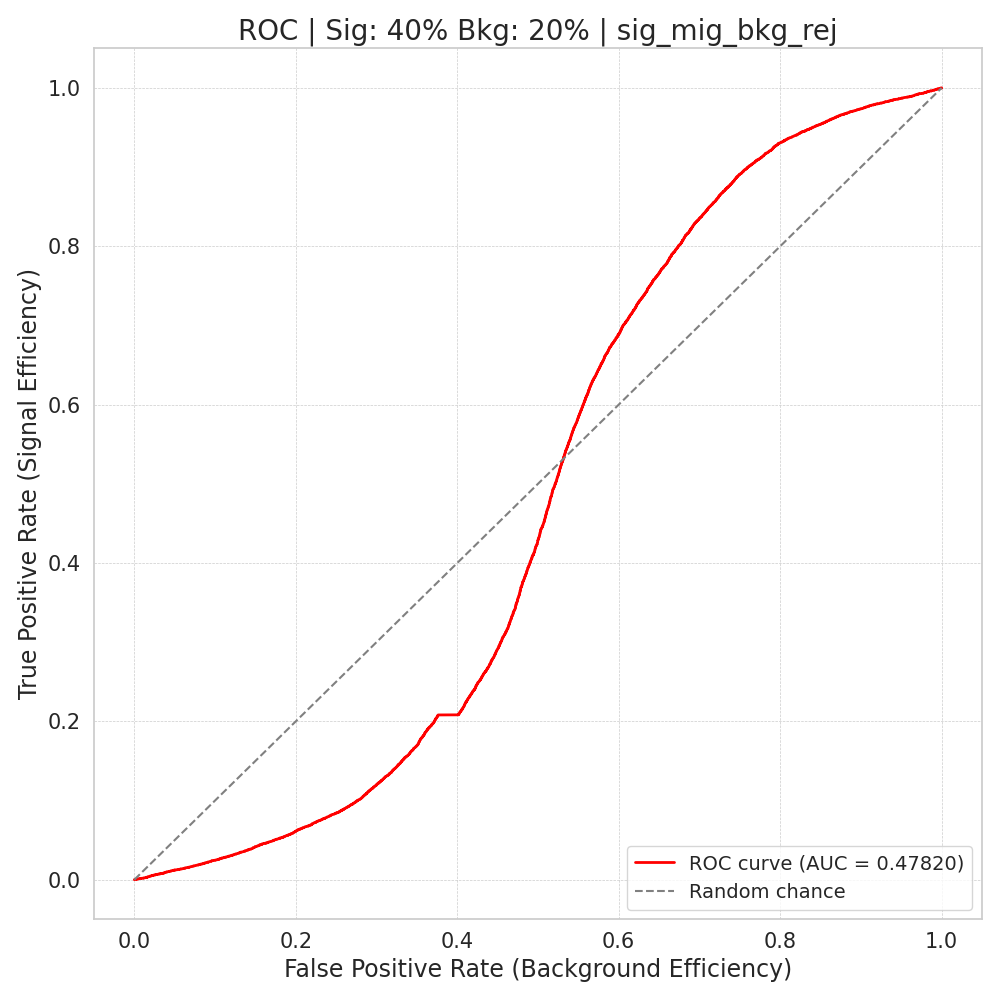 ROC | Sig: 40% Bkg: 20% | sig_mig_bkg_rej
True Positive Rate (Signal Efficiency)
1.0
0.8
0.6
0.4
0.2
0.0
ROC curve (AUC = 0.47820)
Random chance
0.0 0.2 0.4 0.6 0.8 1.0
False Positive Rate (Background Efficiency)